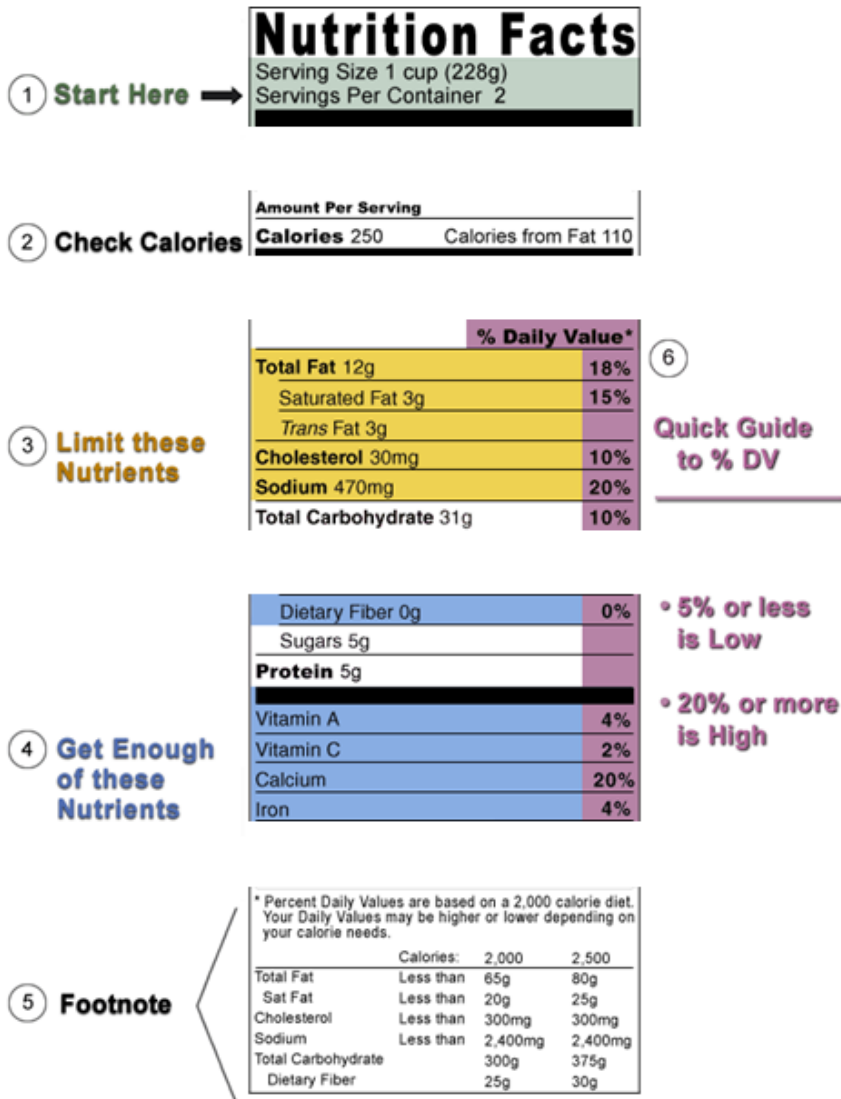 Nutrition Facts
Serving Size 1 cup (228g)
1 Start Here
Servings Per Container 2
Amount Per Serving
2 Check Calories
Calories 250 Calories from Fat 110
% Daily Value*
6
Total Fat 12g 18%
Saturated Fat 3g 15%
Trans Fat 3g
3 Limit these
Nutrients
Quick Guide
to % DV
Cholesterol 30mg 10%
Sodium 470mg 20%
Total Carbohydrate 31g 10%
Dietary Fiber 0g 0%
Sugars 5g
Protein 5g
• 5% or less
is Low
• 20% or more
is High
4 Get Enough
of these
Nutrients
Vitamin A 4%
Vitamin C 2%
Calcium 20%
Iron 4%
5 Footnote
* Percent Daily Values are based on a 2,000 calorie diet.
Your Daily Values may be higher or lower depending on
your calorie needs.
Calories: 2,000 2,500
Total Fat Less than 65g 80g
Sat Fat Less than 20g 25g
Cholesterol Less than 300mg 300mg
Sodium Less than 2,400mg 2,400mg
Total Carbohydrate 300g 375g
Dietary Fiber 25g 30g